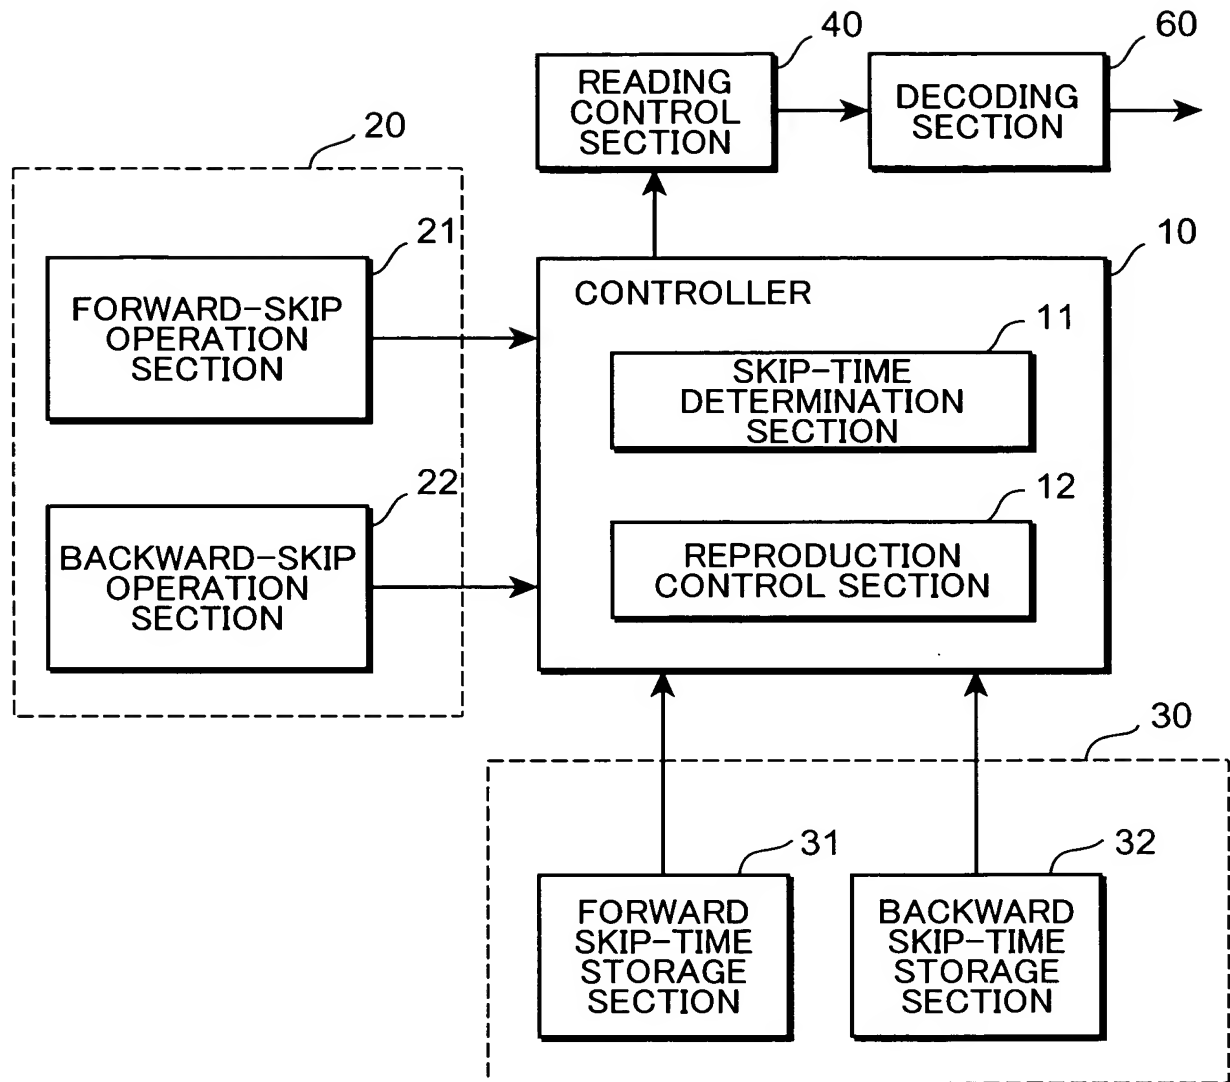 40
60
READING
CONTROL
SECTION
DECODING
SECTION
20
21
10
FORWARD-SKIP
OPERATION
SECTION
CONTROLLER
11
SKIP-TIME
DETERMINATION
SECTION
22
12
BACKWARD-SKIP
OPERATION
SECTION
REPRODUCTION
CONTROL SECTION
30
31
32
FORWARD
SKIP-TIME
STORAGE
SECTION
BACKWARD
SKIP-TIME
STORAGE
SECTION